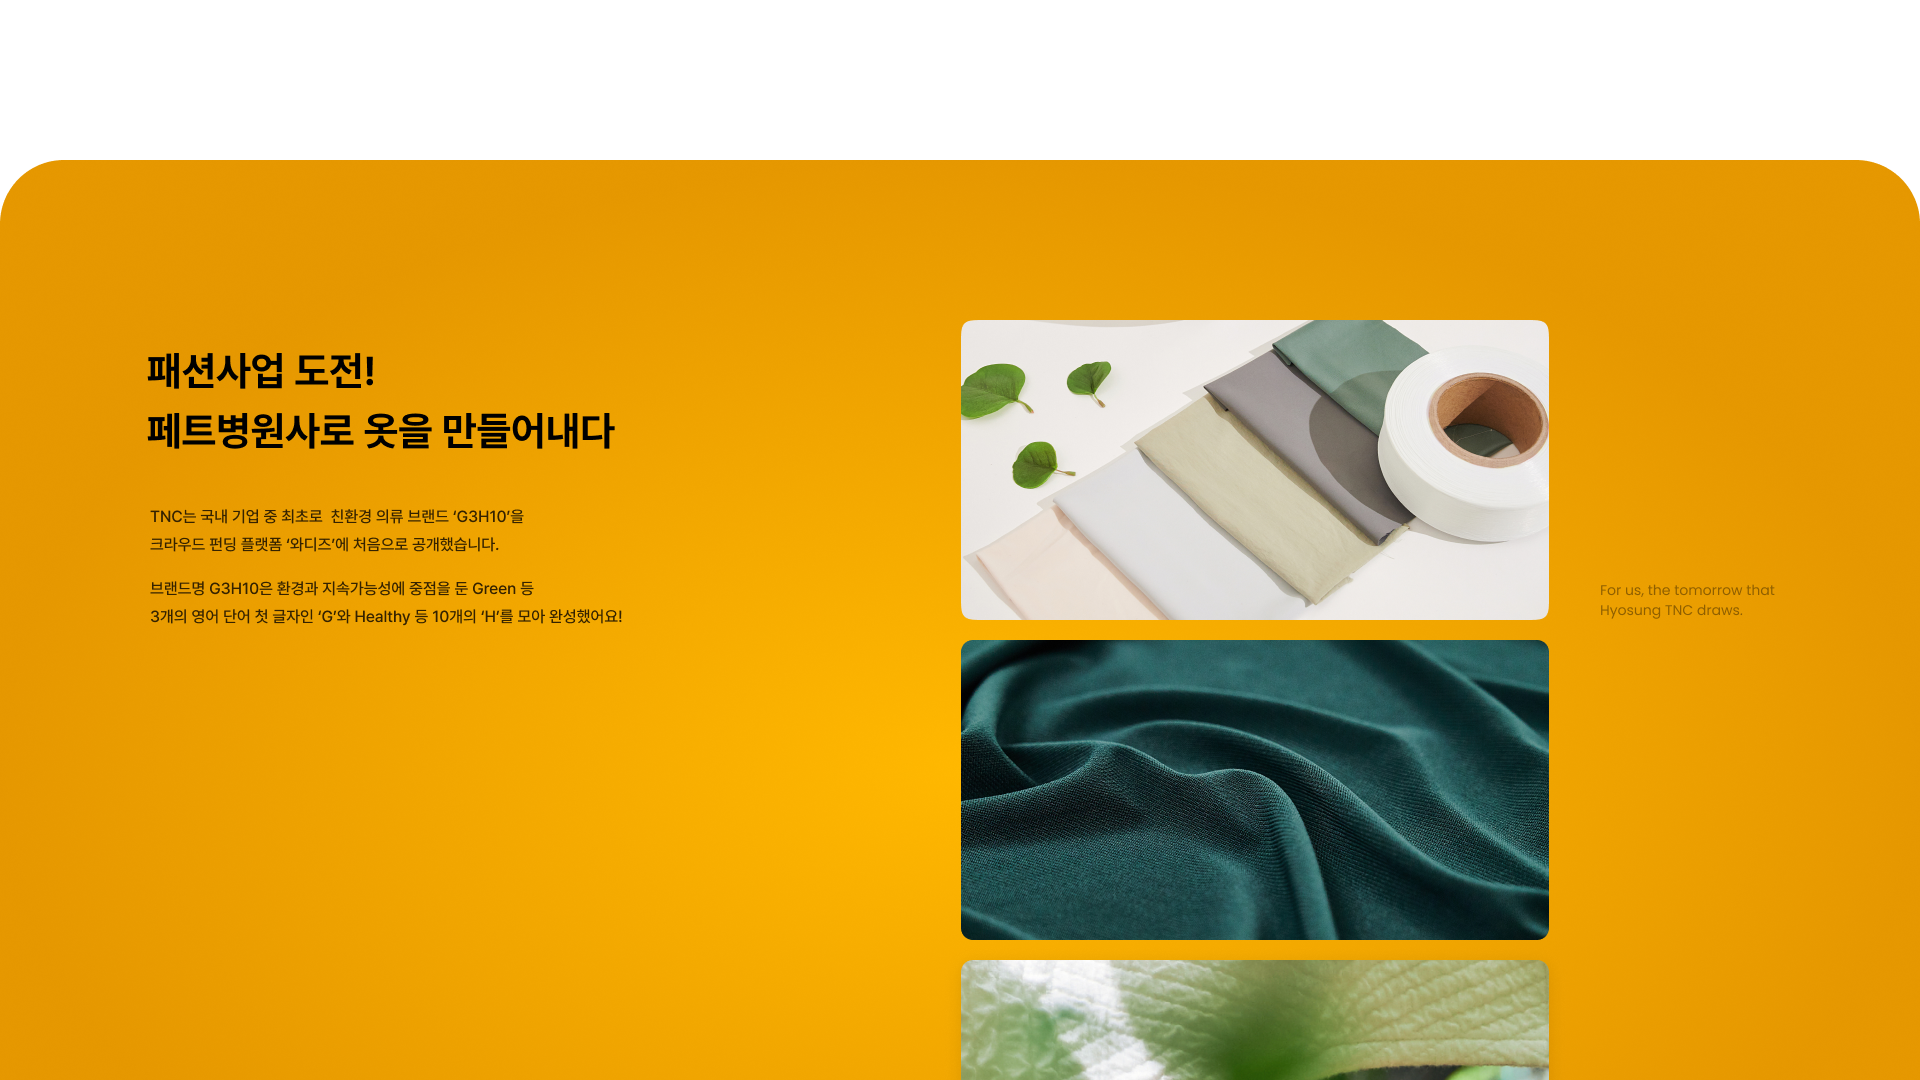 패션사업 도전!
페트병원사로 옷을 만들어내다
TNC는 국내 기업 중 최초로  친환경 의류 브랜드 ‘G3H10’을
크라우드 펀딩 플랫폼 ‘와디즈’에 처음으로 공개했습니다.
브랜드명 G3H10은 환경과 지속가능성에 중점을 둔 Green 등
3개의 영어 단어 첫 글자인 ‘G’와 Healthy 등 10개의 ‘H’를 모아 완성했어요!
For us, the tomorrow that
Hyosung TNC draws.